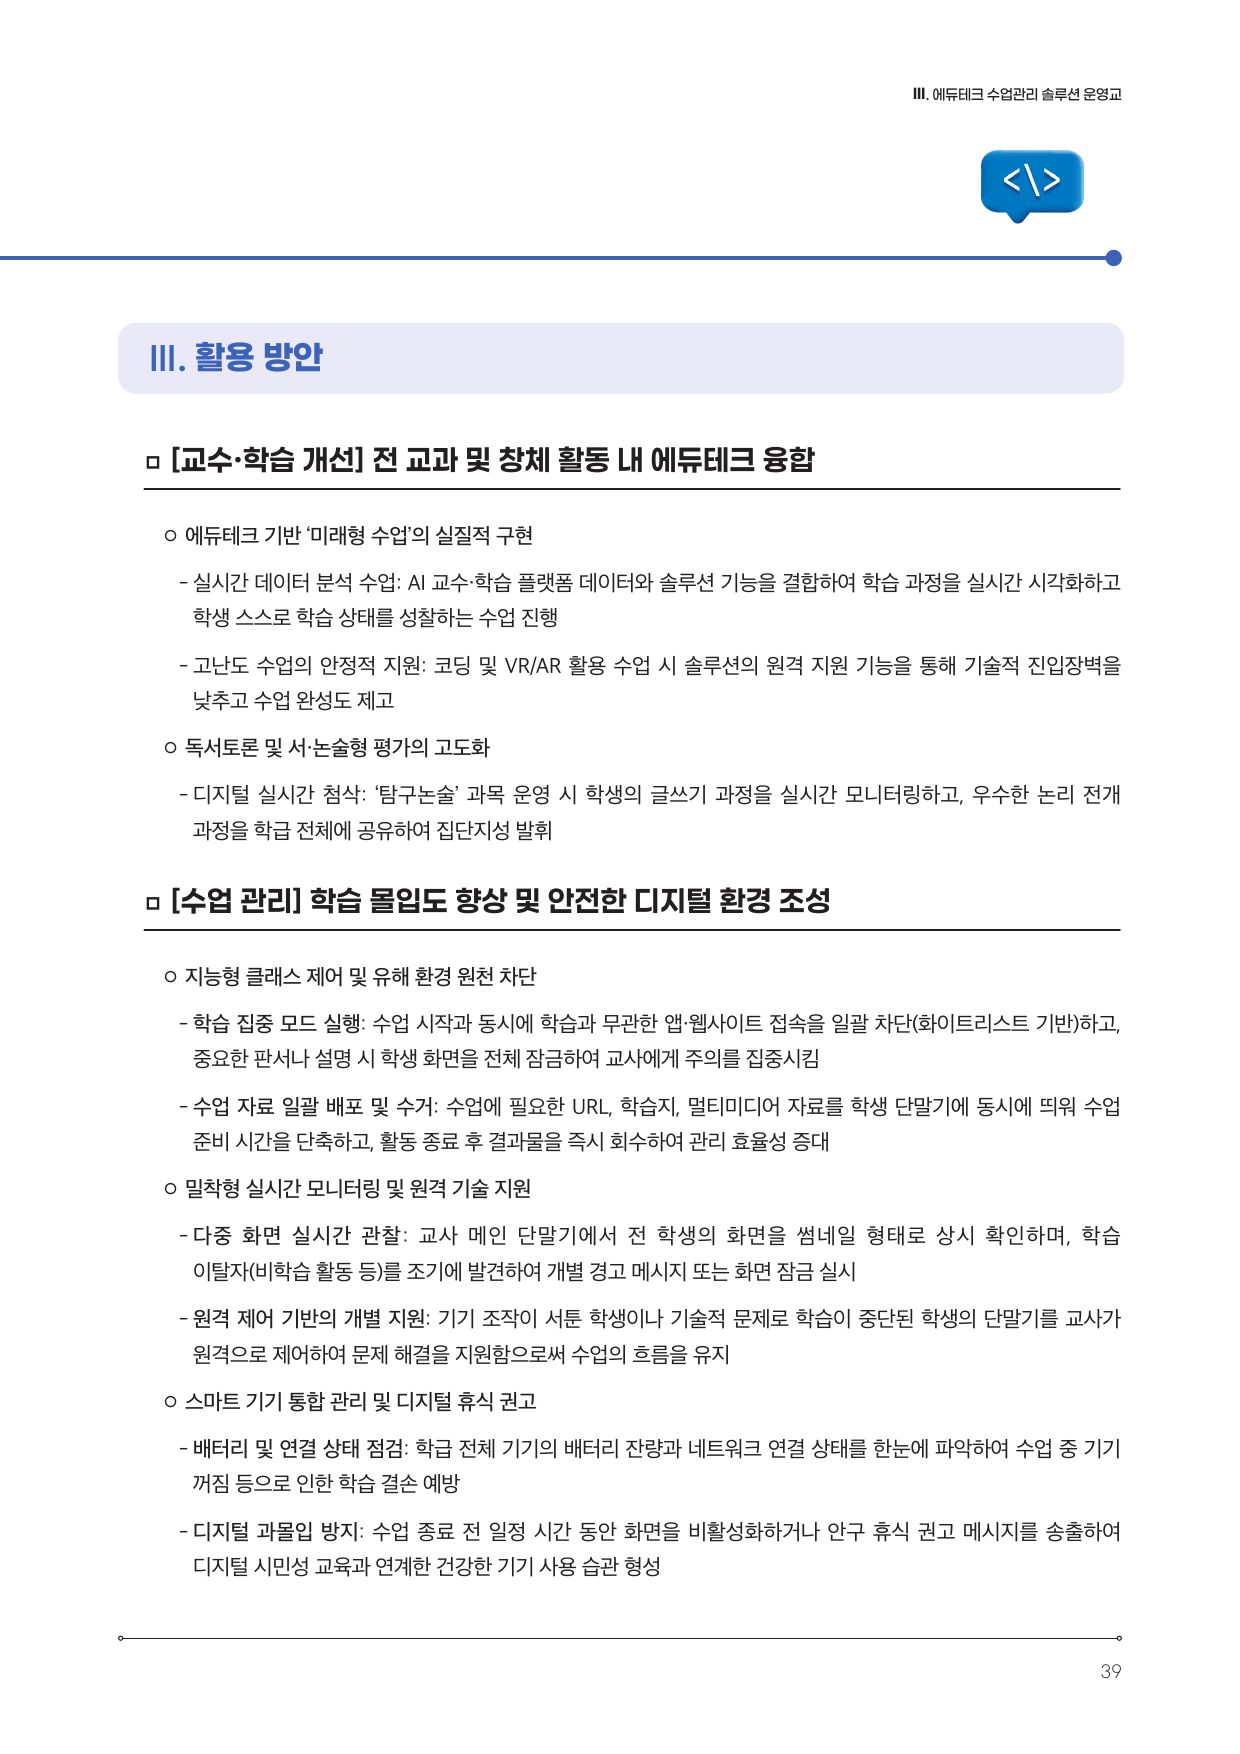 III. 에듀테크 수업관리 솔루션 운영교
<\>
III. 활용 방안
□ [교수·학습 개선] 전 교과 및 창체 활동 내 에듀테크 융합
○ 에듀테크 기반 ‘미래형 수업’의 실질적 구현
- 실시간 데이터 분석 수업: AI 교수·학습 플랫폼 데이터와 솔루션 기능을 결합하여 학습 과정을 실시간 시각화하고
학생 스스로 학습 상태를 성찰하는 수업 진행
- 고난도 수업의 안정적 지원: 코딩 및 VR/AR 활용 수업 시 솔루션의 원격 지원 기능을 통해 기술적 진입장벽을
낮추고 수업 완성도 제고
○ 독서토론 및 서·논술형 평가의 고도화
- 디지털 실시간 첨삭: ‘탐구논술’ 과목 운영 시 학생의 글쓰기 과정을 실시간 모니터링하고, 우수한 논리 전개
과정을 학급 전체에 공유하여 집단지성 발휘
□ [수업 관리] 학습 몰입도 향상 및 안전한 디지털 환경 조성
○ 지능형 클래스 제어 및 유해 환경 원천 차단
- 학습 집중 모드 실행: 수업 시작과 동시에 학습과 무관한 앱·웹사이트 접속을 일괄 차단(화이트리스트 기반)하고,
중요한 판서나 설명 시 학생 화면을 전체 잠금하여 교사에게 주의를 집중시킴
- 수업 자료 일괄 배포 및 수거: 수업에 필요한 URL, 학습지, 멀티미디어 자료를 학생 단말기에 동시에 띄워 수업
준비 시간을 단축하고, 활동 종료 후 결과물을 즉시 회수하여 관리 효율성 증대
○ 밀착형 실시간 모니터링 및 원격 기술 지원
- 다중 화면 실시간 관찰: 교사 메인 단말기에서 전 학생의 화면을 썸네일 형태로 상시 확인하며, 학습
이탈자(비학습 활동 등)를 조기에 발견하여 개별 경고 메시지 또는 화면 잠금 실시
- 원격 제어 기반의 개별 지원: 기기 조작이 서툰 학생이나 기술적 문제로 학습이 중단된 학생의 단말기를 교사가
원격으로 제어하여 문제 해결을 지원함으로써 수업의 흐름을 유지
○ 스마트 기기 통합 관리 및 디지털 휴식 권고
- 배터리 및 연결 상태 점검: 학급 전체 기기의 배터리 잔량과 네트워크 연결 상태를 한눈에 파악하여 수업 중 기기
꺼짐 등으로 인한 학습 결손 예방
- 디지털 과몰입 방지: 수업 종료 전 일정 시간 동안 화면을 비활성화하거나 안구 휴식 권고 메시지를 송출하여
디지털 시민성 교육과 연계한 건강한 기기 사용 습관 형성
39